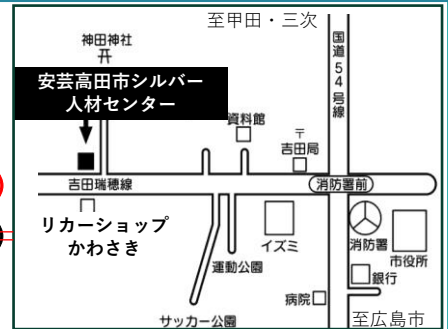 至甲田・三次
神田神社
国道54号線
安芸高田市シルバー
人材センター
資料館
〒
吉田局
吉田瑞穂線
消防署前
リカーショップ
かわさき
イズミ
消防署
市役所
運動公園
銀行
病院
サッカー公園
至広島市